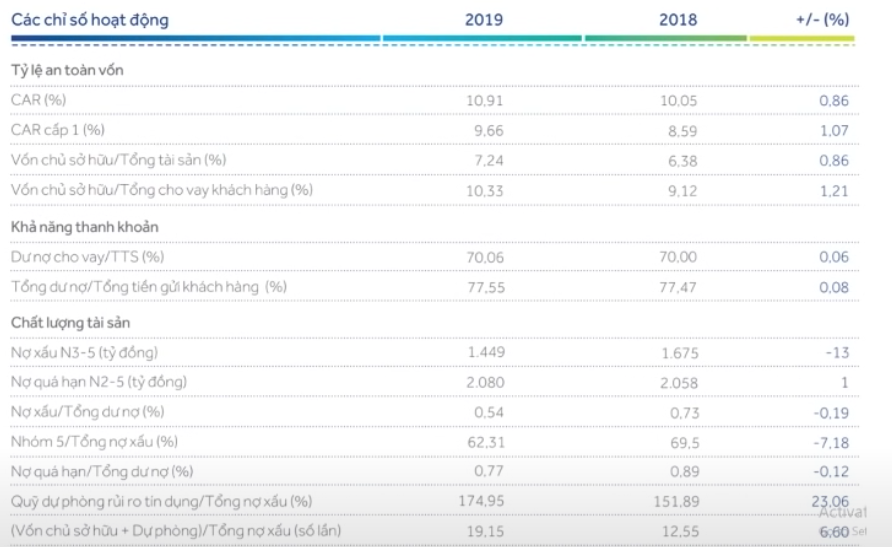 Các chỉ số hoạt động 2019 2018 +/- (%)
Tỷ lệ an toàn vốn
CAR (%) 10,91 10,05 0,86
CAR cấp 1 (%) 9,66 8,59 1,07
Vốn chủ sở hữu/Tổng tài sản (%) 7,24 6,38 0,86
Vốn chủ sở hữu/Tổng cho vay khách hàng (%) 10,33 9,12 1,21
Khả năng thanh khoản
Dư nợ cho vay/TTS (%) 70,06 70,00 0,06
Tổng dư nợ/Tổng tiền gửi khách hàng (%) 77,55 77,47 0,08
Chất lượng tài sản
Nợ xấu N3-5 (tỷ đồng) 1.449 1.675 -13
Nợ quá hạn N2-5 (tỷ đồng) 2.080 2.058 1
Nợ xấu/Tổng dư nợ (%) 0,54 0,73 -0,19
Nhóm 5/Tổng nợ xấu (%) 62,31 69,5 -7,18
Nợ quá hạn/Tổng dư nợ (%) 0,77 0,89 -0,12
Quỹ dự phòng rủi ro tín dụng/Tổng nợ xấu (%) 174,95 151,89 23,06
Activat
(Vốn chủ sở hữu + Dự phòng)/Tổng nợ xấu (số lần) 19,15 12,55 6,60
Set